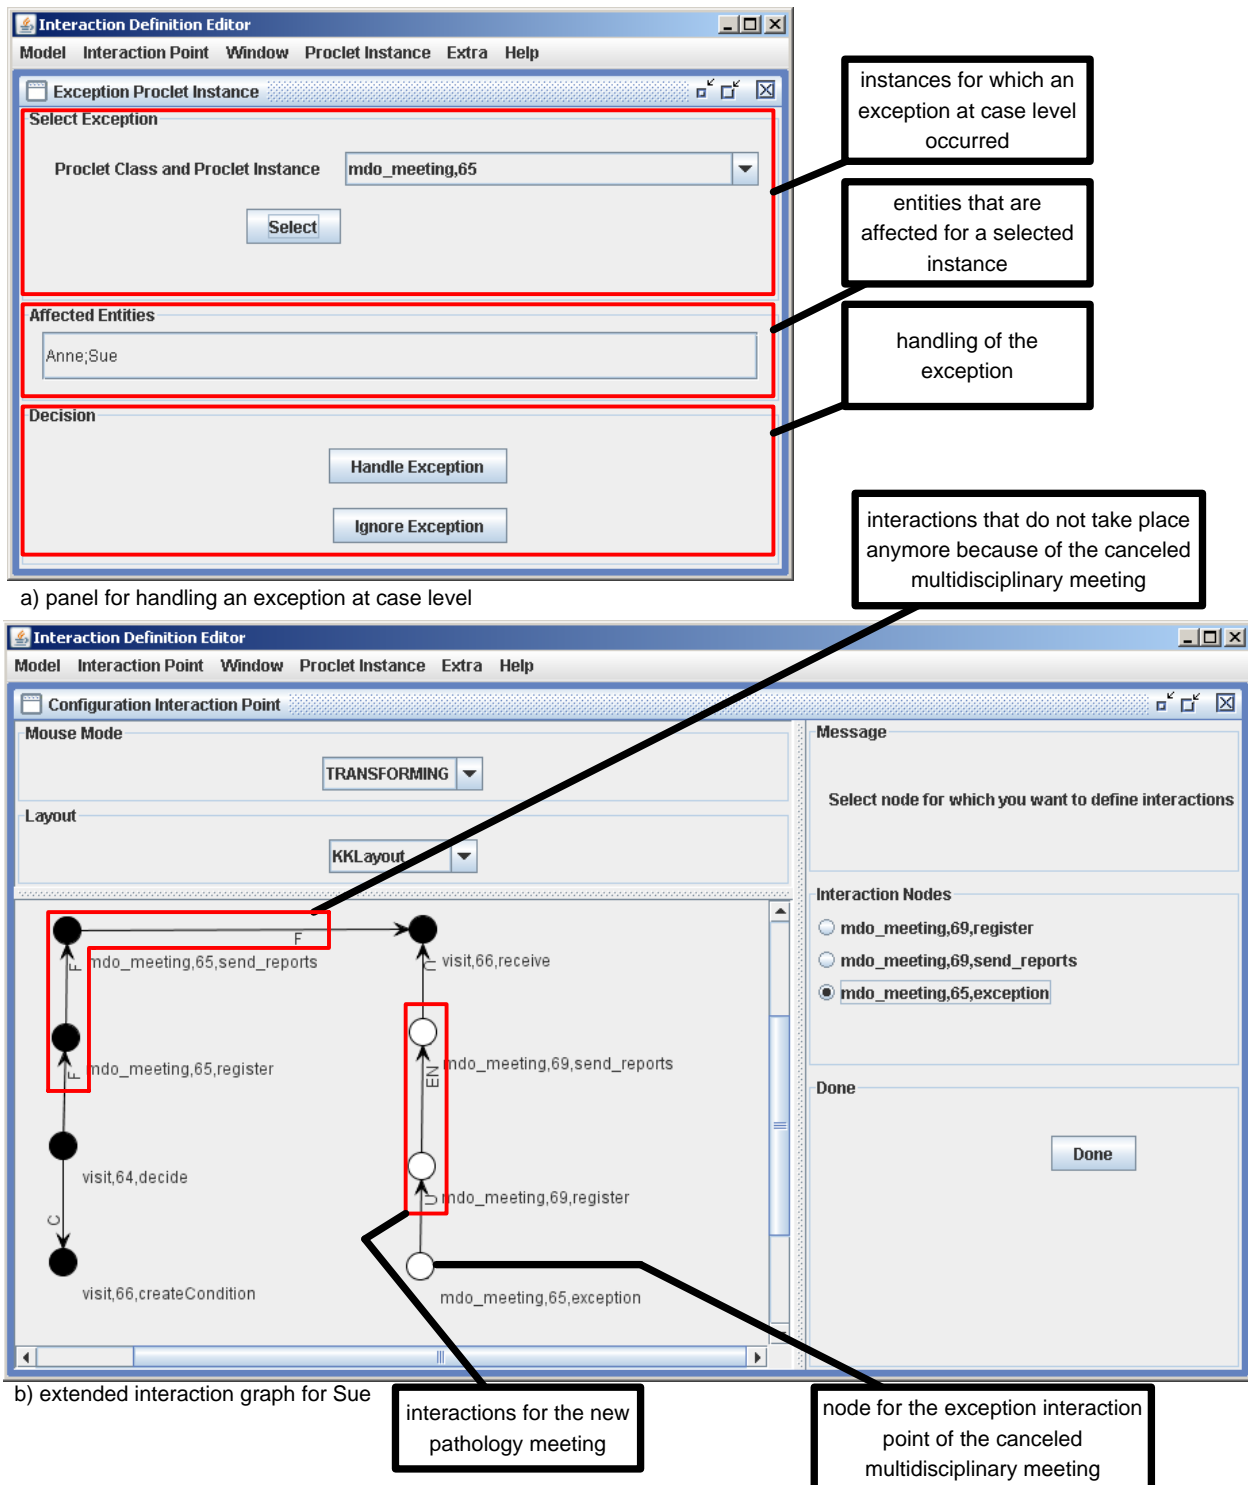 Interaction Definition Editor
Model Interaction Point Window Proclet Instance Extra Help
Exception Proclet Instance
Select Exception
Proclet Class and Proclet Instance mdo_meeting,65
Select
Affected Entities
Anne;Sue
Decision
Handle Exception
Ignore Exception
instances for which an
exception at case level
occurred
entities that are
affected for a selected
instance
handling of the
exception
a) panel for handling an exception at case level
interactions that do not take place
anymore because of the canceled
multidisciplinary meeting
Interaction Definition Editor
Model Interaction Point Window Proclet Instance Extra Help
Configuration Interaction Point
Mouse Mode
TRANSFORMING
Layout
KKLayout
F
mdo_meeting,65,send_reports
F
mdo_meeting,65,register
F
visit,64,decide
C
visit,66,createCondition
visit,66,receive
U
mdo_meeting,69,send_reports
EN
mdo_meeting,69,register
U
mdo_meeting,65,exception
Message
Select node for which you want to define interactions
Interaction Nodes
mdo_meeting,69,register
mdo_meeting,69,send_reports
mdo_meeting,65,exception
Done
Done
b) extended interaction graph for Sue
interactions for the new
pathology meeting
node for the exception interaction
point of the canceled
multidisciplinary meeting